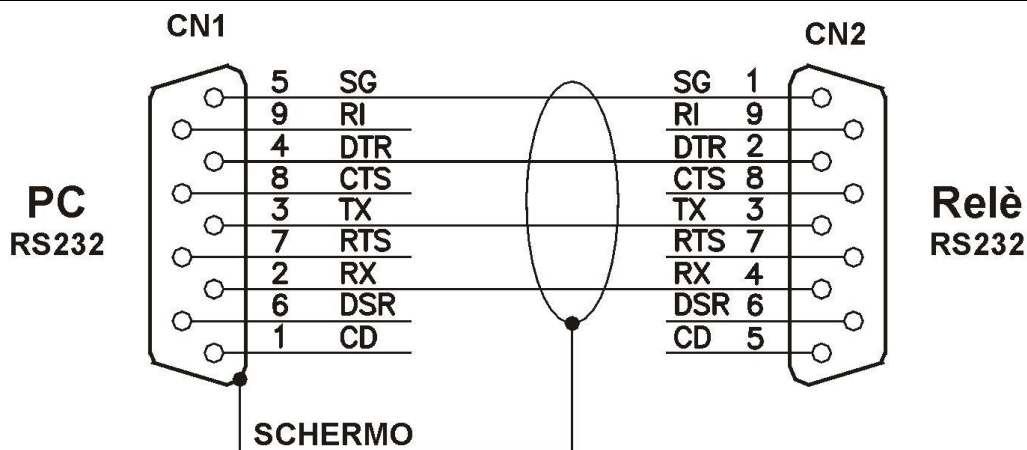 CN1
CN2
5 SG SG 1
9 RI RI 9
4 DTR DTR 2
8 CTS CTS 8
3 TX TX 3
7 RTS RTS 7
2 RX RX 4
6 DSR DSR 6
1 CD CD 5
PC
RS232
Relè
RS232
SCHERMO